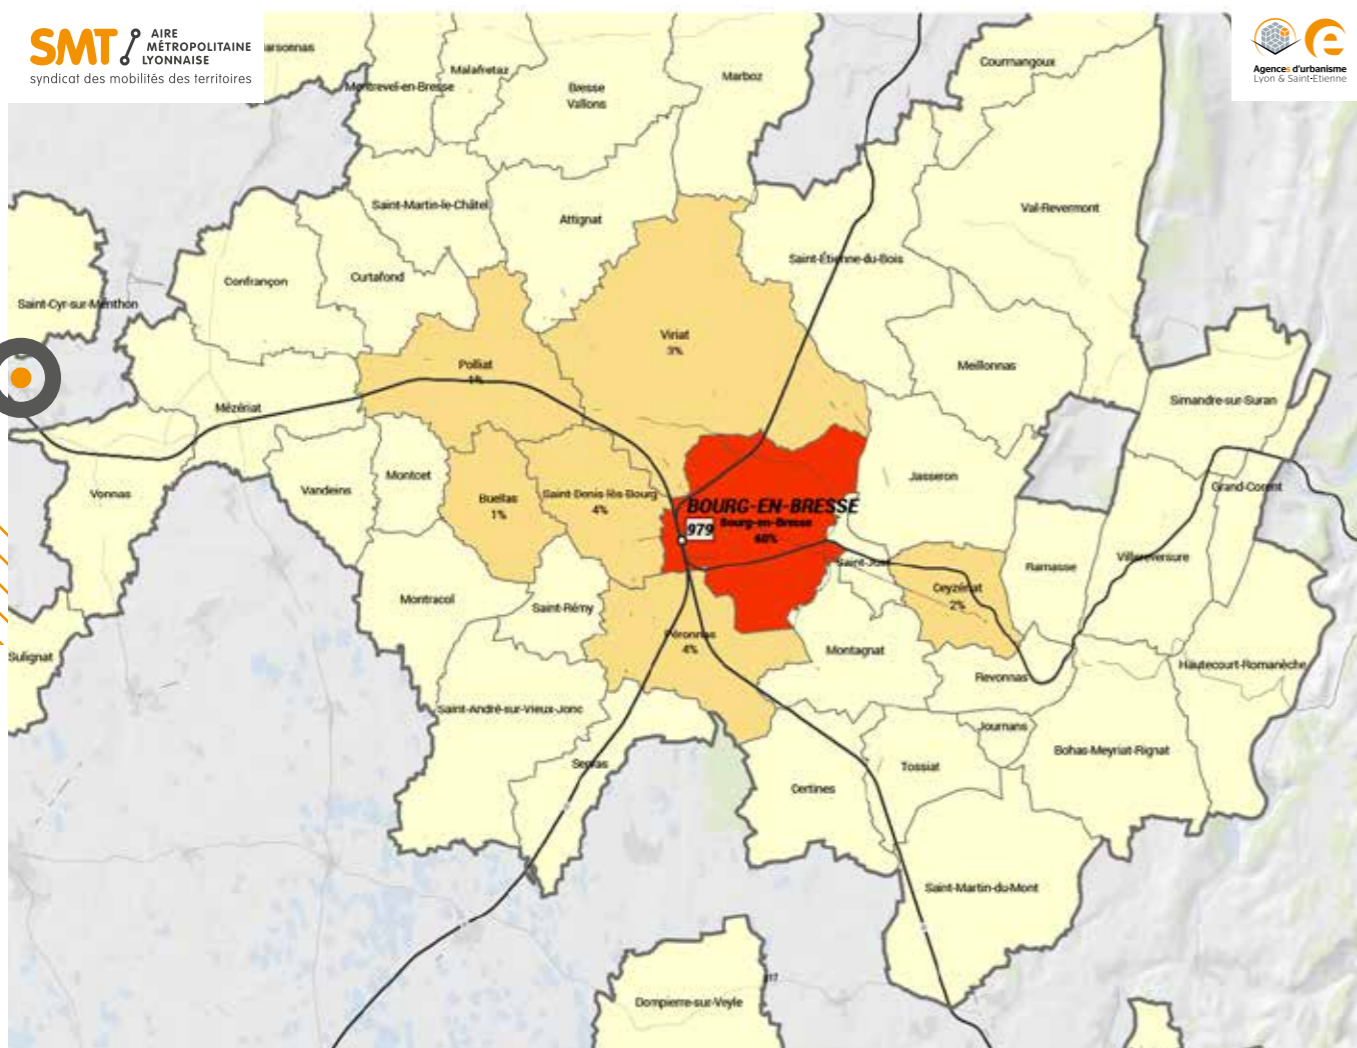 SMT
AIRE
MÉTROPOLITAINE
LYONNAISE
syndicat des mobilités des territoires
Agences d'urbanisme
Lyon & Saint-Etienne
Courmangoux
Malafretaz
Montrevel-en-Bresse
Marboz
Bresse
Vallons
Saint-Martin-le-Châtel
Attignat
Val-Revermont
Saint-Étienne-du-Bois
Curtafond
Confrançon
Saint-Cyr-sur-Menthon
Viriat
3%
Polliat
1%
Meillonnas
Simandre-sur-Suran
Mézériat
Montcet
Jasseron
Vandeins
Vonnas
Buellas
1%
Saint-Denis-lès-Bourg
4%
Grand-Corent
BOURG-EN-BRESSE
979
Bourg-en-Bresse
60%
Villereversure
Saint-Just
Ramasse
Ceyzériat
2%
Montracol
Saint-Rémy
Péronnas
4%
Montagnat
Sulignat
Hautecourt-Romanèche
Revonnas
Saint-André-sur-Vieux-Jonc
Journans
Bohas-Meyriat-Rignat
Servas
Tossiat
Certines
Saint-Martin-du-Mont
Dompierre-sur-Veyle